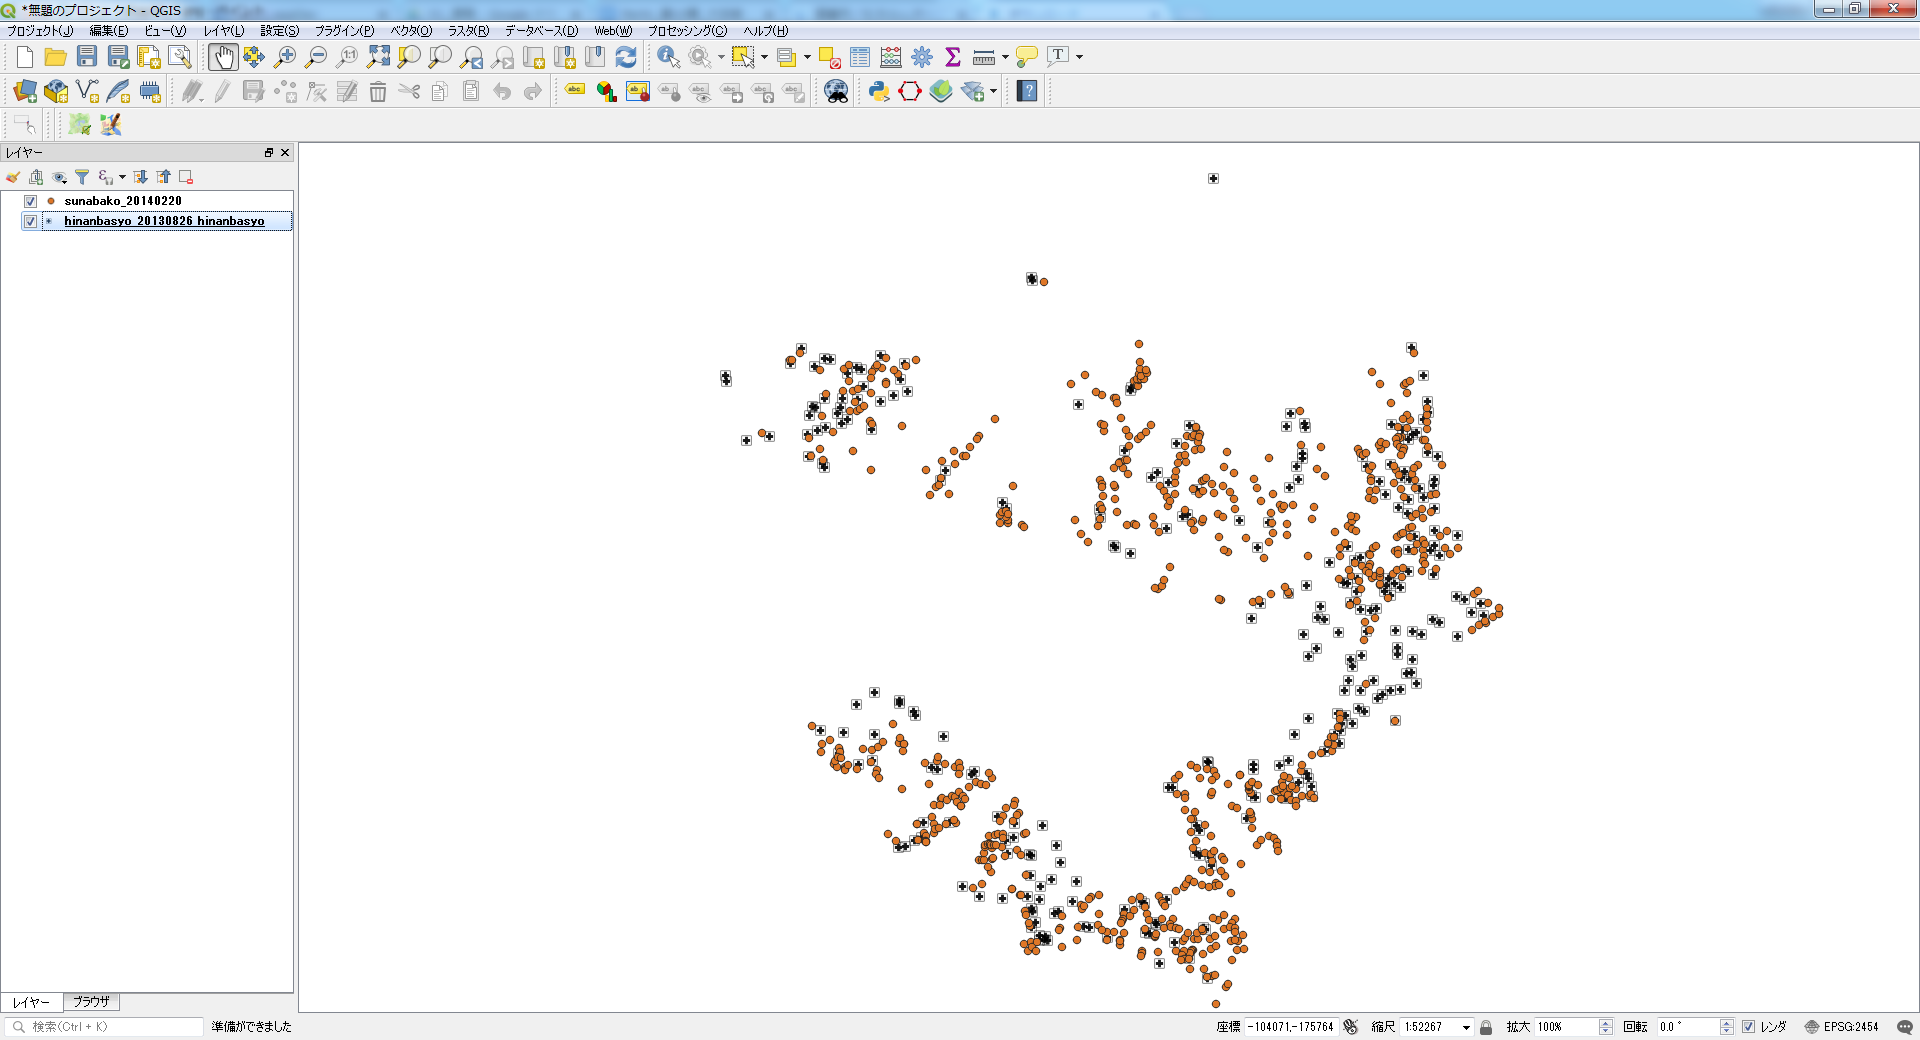 *無題のプロジェクト - QGIS
プロジェクト(J) 編集(E) ビュー(V) レイヤ(L) 設定(S) プラグイン(P) ベクタ(O) ラスタ(R) データベース(D) Web(W) プロセッシング(C) ヘルプ(H)
レイヤー
sunabako_20140220
hinanbasyo_20130826 hinanbasyo
レイヤー ブラウザ
検索(Ctrl + K) 準備ができました 座標 -104071,-175764 縮尺 1:52267 拡大 100% 回転 0.0 ° レンダ EPSG:2454